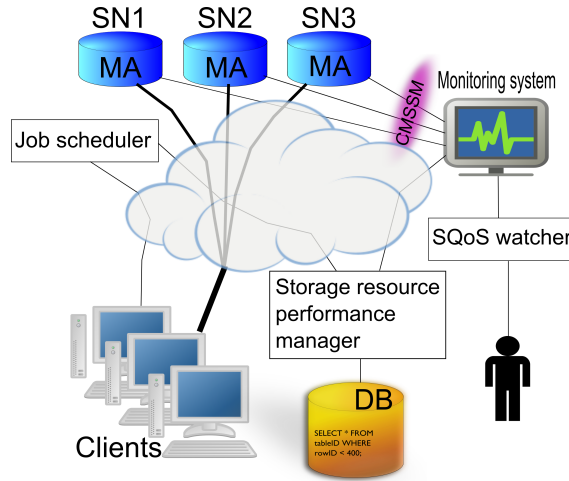 SN1
SN2
SN3
MA
MA
MA
CMSSM
Monitoring system
Job scheduler
SQoS watcher
Storage resource
performance
manager
DB
SELECT * FROM
tableID WHERE
rowID < 400;
Clients